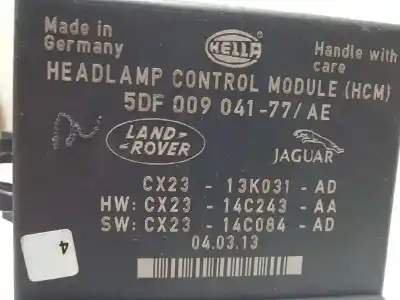 Made in
Germany
HELLA
Handle with
care
HEADLAMP CONTROL MODULE (HCM)
5DF 009 041-77/AE
LAND-
ROVER
JAGUAR
CX23 - 13K031 - AD
HW: CX23 - 14C243 - AA
SW: CX23 - 14C084 - AD
04.03.13
4